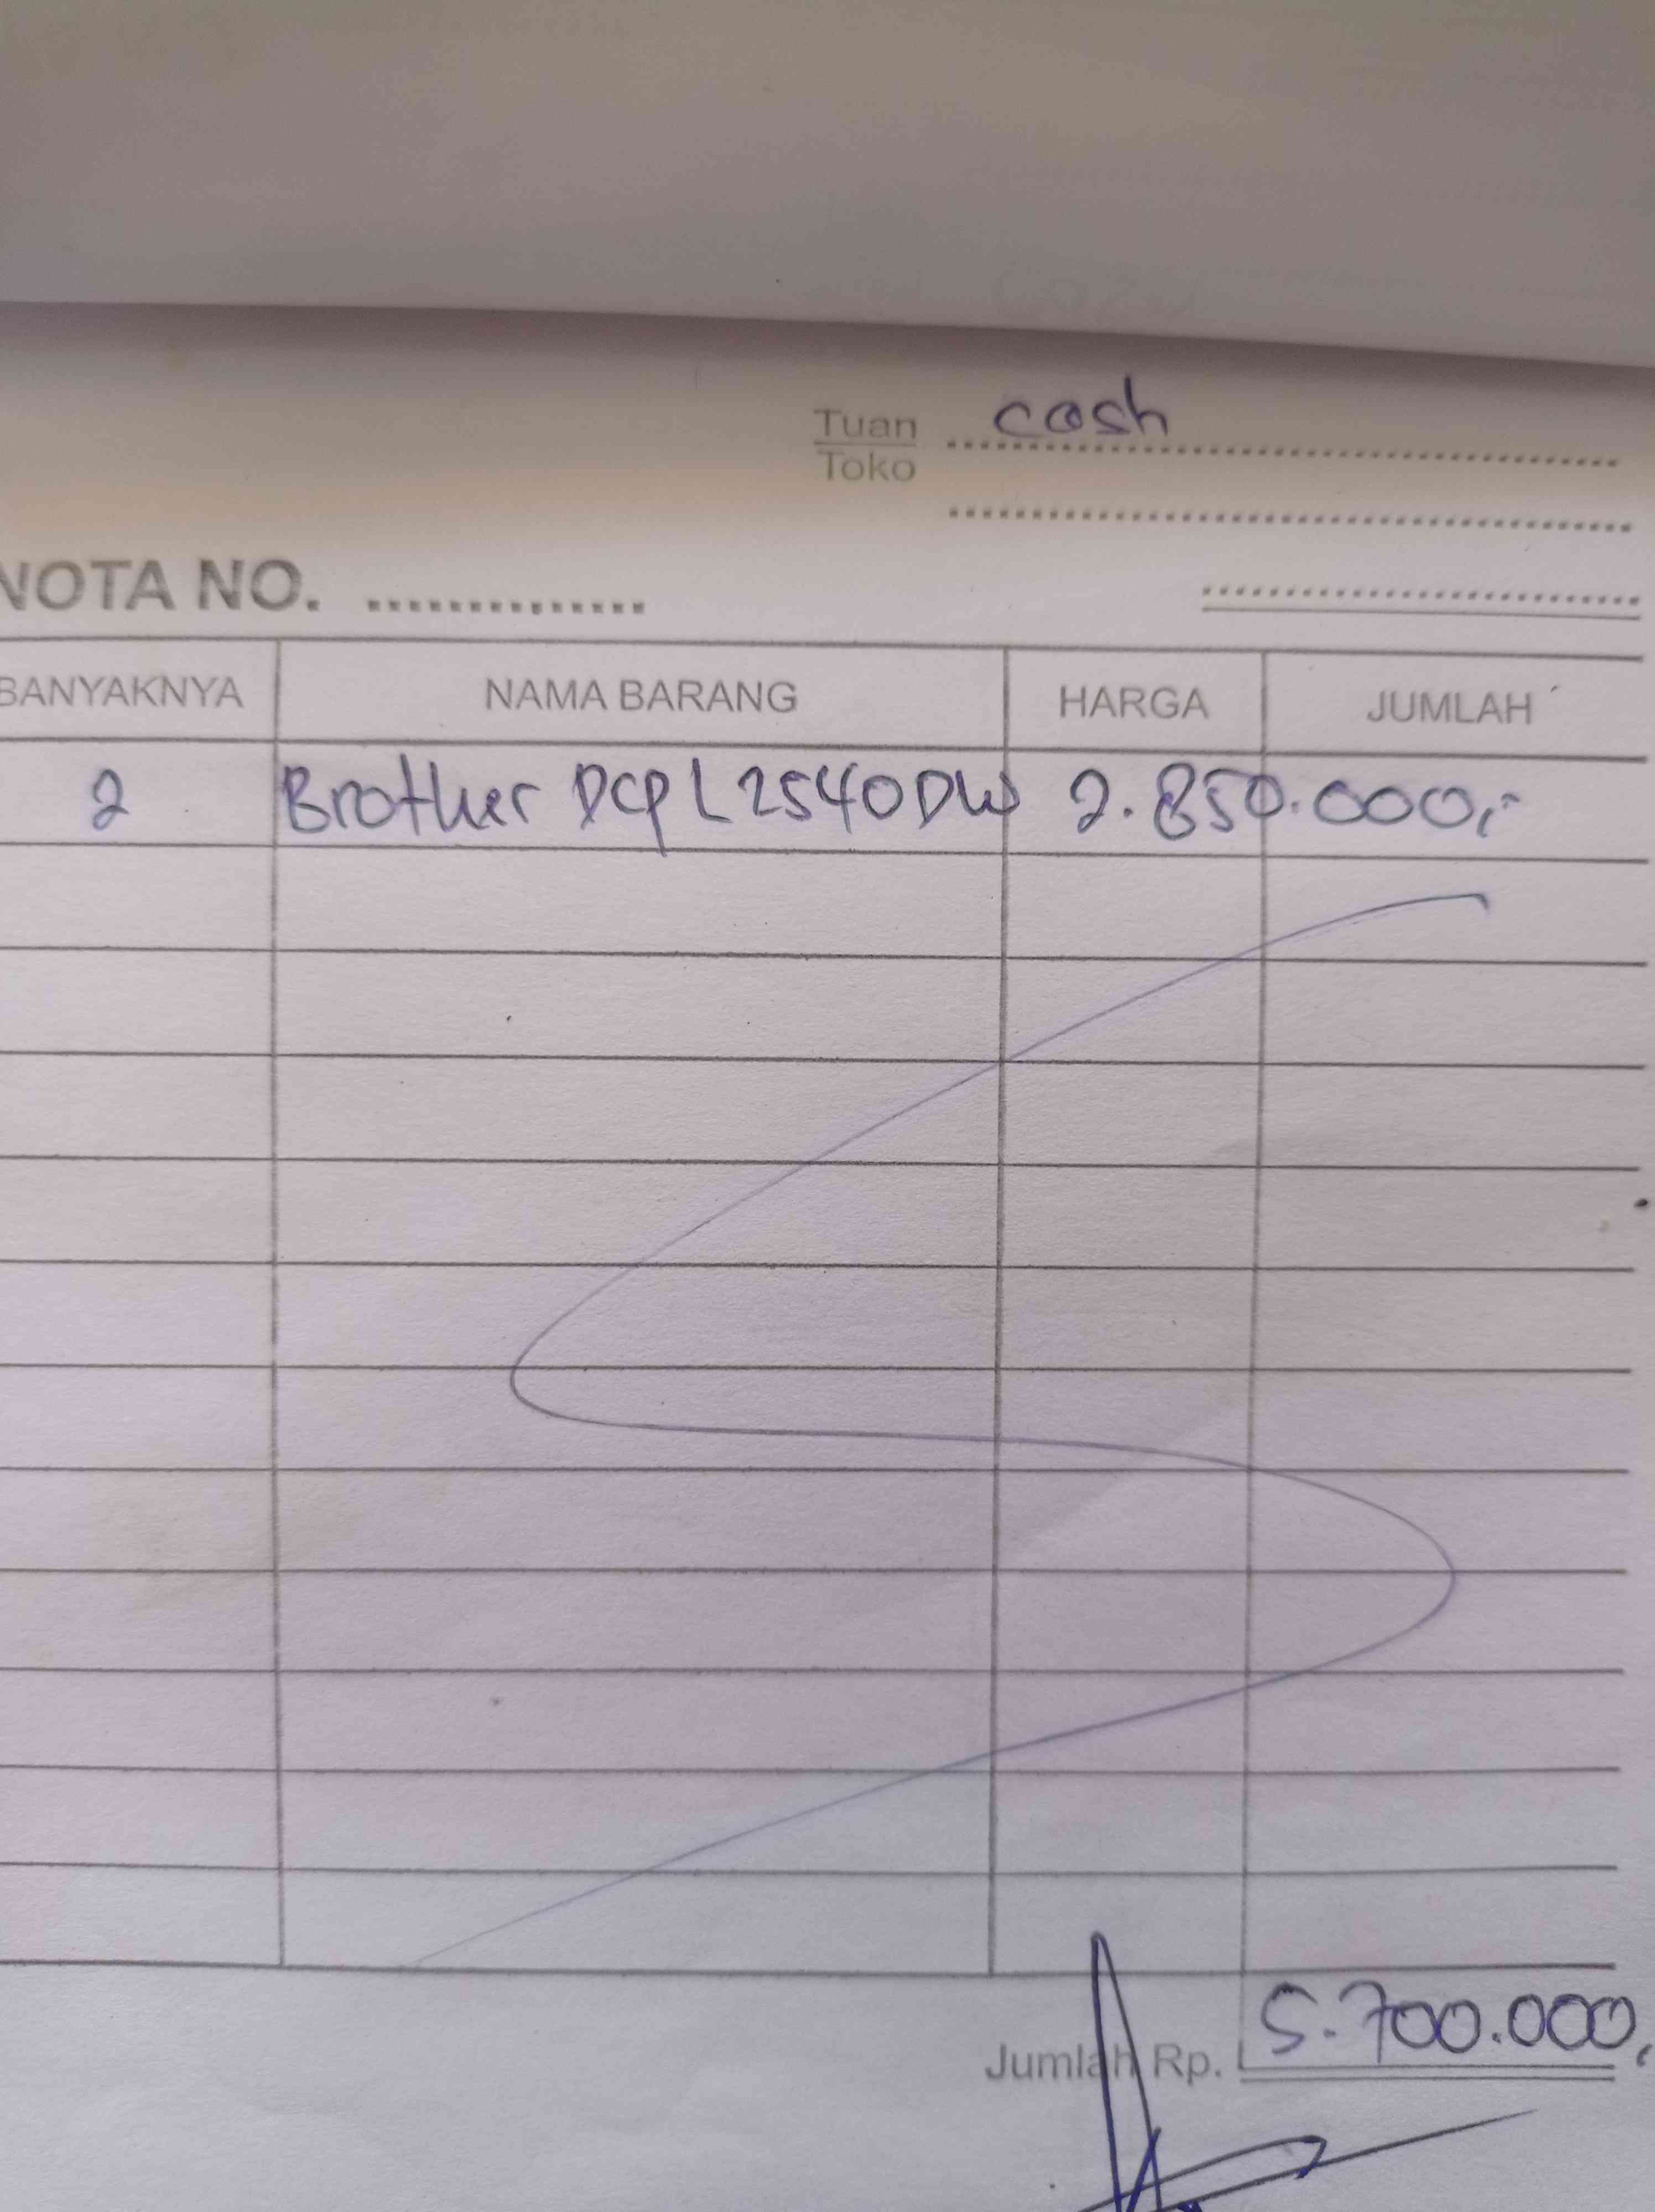 Tuan cash
Toko
NOTA NO.
BANYAKNYA NAMA BARANG HARGA JUMLAH
2 Brother DCP L2540DW 2.850.000,-
Jumlah Rp. 5.700.000,